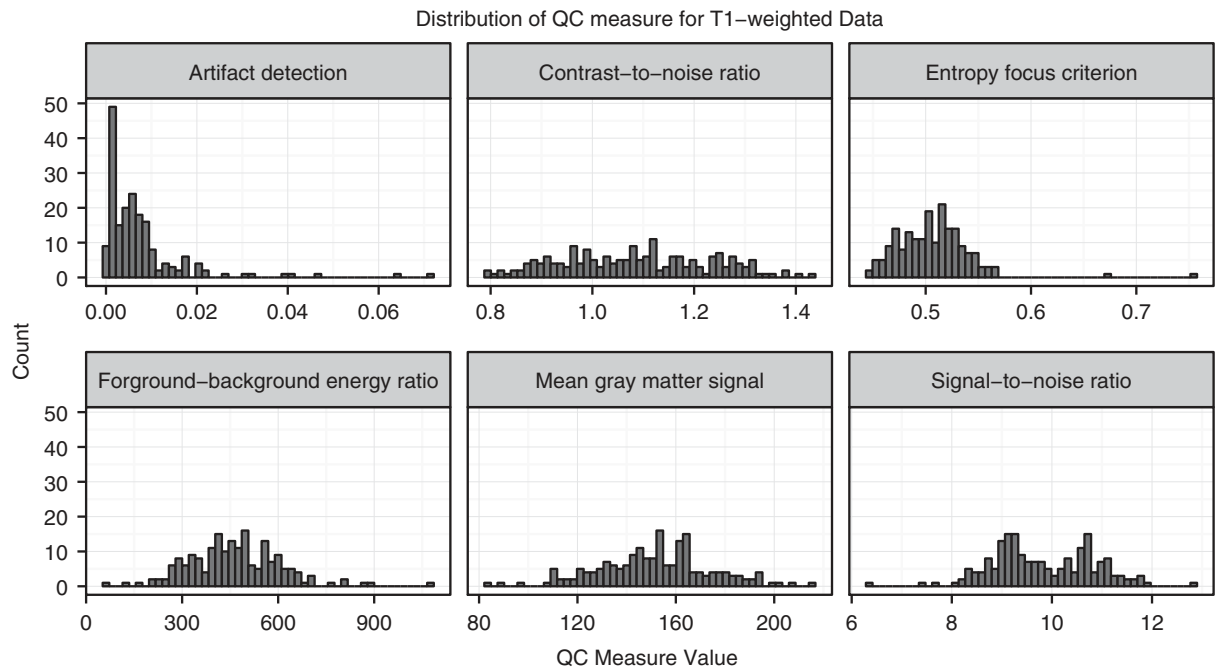 Distribution of QC measure for T1−weighted Data
Artifact detection
Contrast−to−noise ratio
Entropy focus criterion
50
40
30
20
10
0
0.00 0.02 0.04 0.06
0.8 1.0 1.2 1.4
0.5 0.6 0.7
Count
Forground−background energy ratio
Mean gray matter signal
Signal−to−noise ratio
50
40
30
20
10
0
0 300 600 900
80 120 160 200
6 8 10 12
QC Measure Value